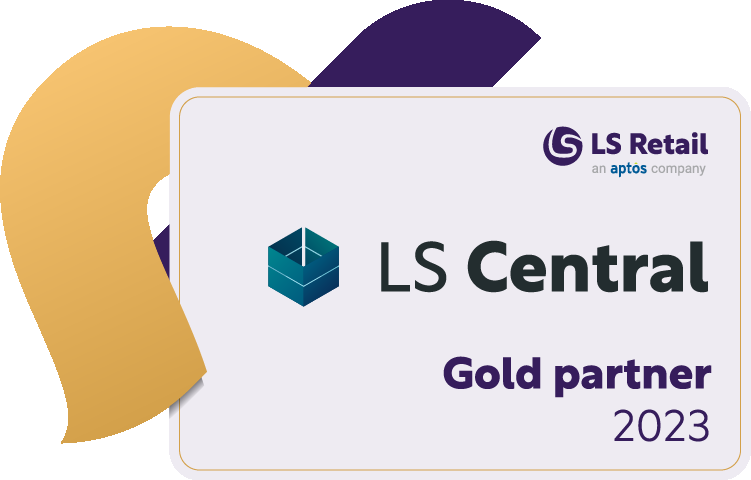 LS Retail
an aptos company
LS Central
Gold partner
2023